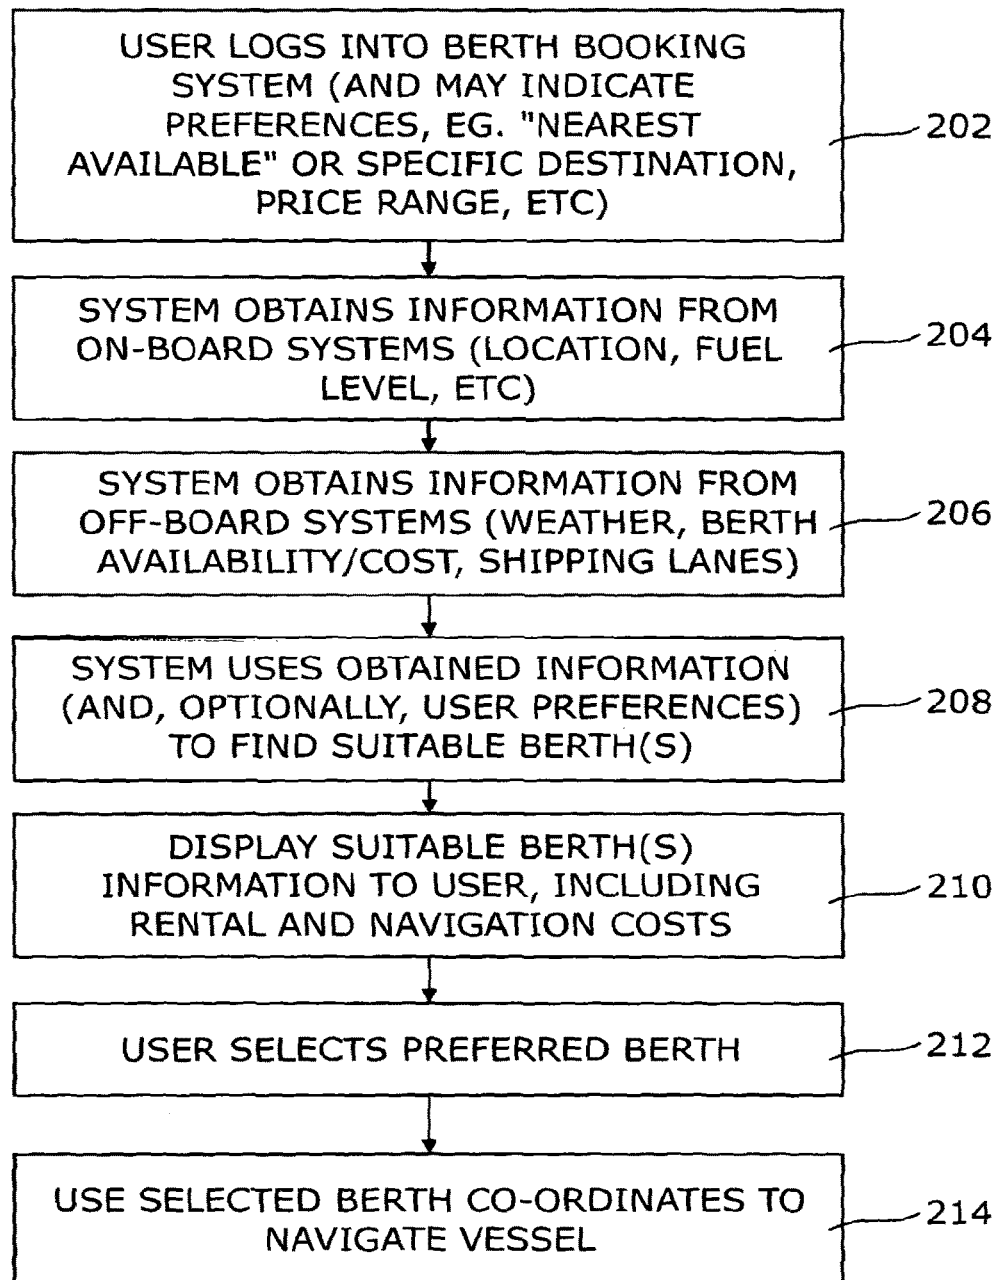 USER LOGS INTO BERTH BOOKING
SYSTEM (AND MAY INDICATE
PREFERENCES, EG. "NEAREST
AVAILABLE" OR SPECIFIC DESTINATION,
PRICE RANGE, ETC)
202
SYSTEM OBTAINS INFORMATION FROM
ON-BOARD SYSTEMS (LOCATION, FUEL
LEVEL, ETC)
204
SYSTEM OBTAINS INFORMATION FROM
OFF-BOARD SYSTEMS (WEATHER, BERTH
AVAILABILITY/COST, SHIPPING LANES)
206
SYSTEM USES OBTAINED INFORMATION
(AND, OPTIONALLY, USER PREFERENCES)
TO FIND SUITABLE BERTH(S)
208
DISPLAY SUITABLE BERTH(S)
INFORMATION TO USER, INCLUDING
RENTAL AND NAVIGATION COSTS
210
USER SELECTS PREFERRED BERTH
212
USE SELECTED BERTH CO-ORDINATES TO
NAVIGATE VESSEL
214